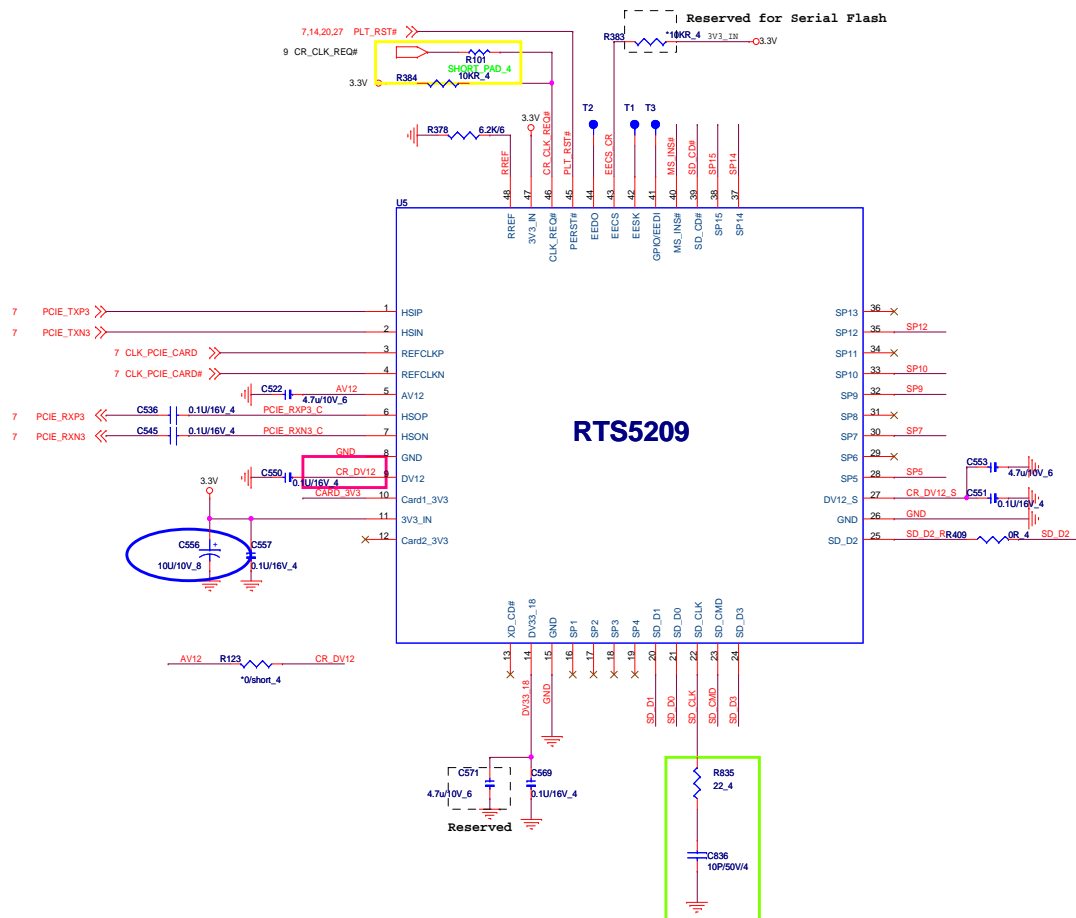 Reserved for Serial Flash
7,14,20,27 PLT_RST#
R383 *10KR_4 3V3_IN 3.3V
9 CR_CLK_REQ#
R101
SHORT_PAD_4
3.3V R384 10KR_4
T2 T1 T3
3.3V
R378 6.2K/6
RREF CR_CLK_REQ# PLT_RST# EECS_CR MS_INS# SD_CD# SP15 SP14
48 47 46 45 44 43 42 41 40 39 38 37
U5
RREF 3V3_IN CLK_REQ# PERST# EEDO EECS EESK GPIO/EEDI MS_INS# SD_CD# SP15 SP14
7 PCIE_TXP3 1 HSIP SP13 36
7 PCIE_TXN3 2 HSIN SP12 35 SP12
7 CLK_PCIE_CARD 3 REFCLKP SP11 34
7 CLK_PCIE_CARD# 4 REFCLKN SP10 33 SP10
C522 4.7u/10V_6 AV12 5 AV12 SP9 32 SP9
7 PCIE_RXP3 C536 0.1U/16V_4 PCIE_RXP3_C 6 HSOP SP8 31
7 PCIE_RXN3 C545 0.1U/16V_4 PCIE_RXN3_C 7 HSON SP7 30 SP7
RTS5209
GND 8 GND SP6 29
C550 0.1U/16V_4 CR_DV12 9 DV12 SP5 28 SP5
C553 4.7u/10V_6
CARD_3V3 10 Card1_3V3 DV12_S 27 CR_DV12_S C551 0.1U/16V_4
3.3V 11 3V3_IN GND 26 GND
12 Card2_3V3 SD_D2 25 SD_D2_R R409 0R_4 SD_D2
C556 + 10U/10V_8
C557 0.1U/16V_4
XD_CD# DV33_18 GND SP1 SP2 SP3 SP4 SD_D1 SD_D0 SD_CLK SD_CMD SD_D3
13 14 15 16 17 18 19 20 21 22 23 24
AV12 R123 CR_DV12
*0/short_4
DV33_18 GND SD_D1 SD_D0 SD_CLK SD_CMD SD_D3
C571 4.7u/10V_6
C569 0.1U/16V_4
Reserved
R835
22_4
C836
10P/50V/4